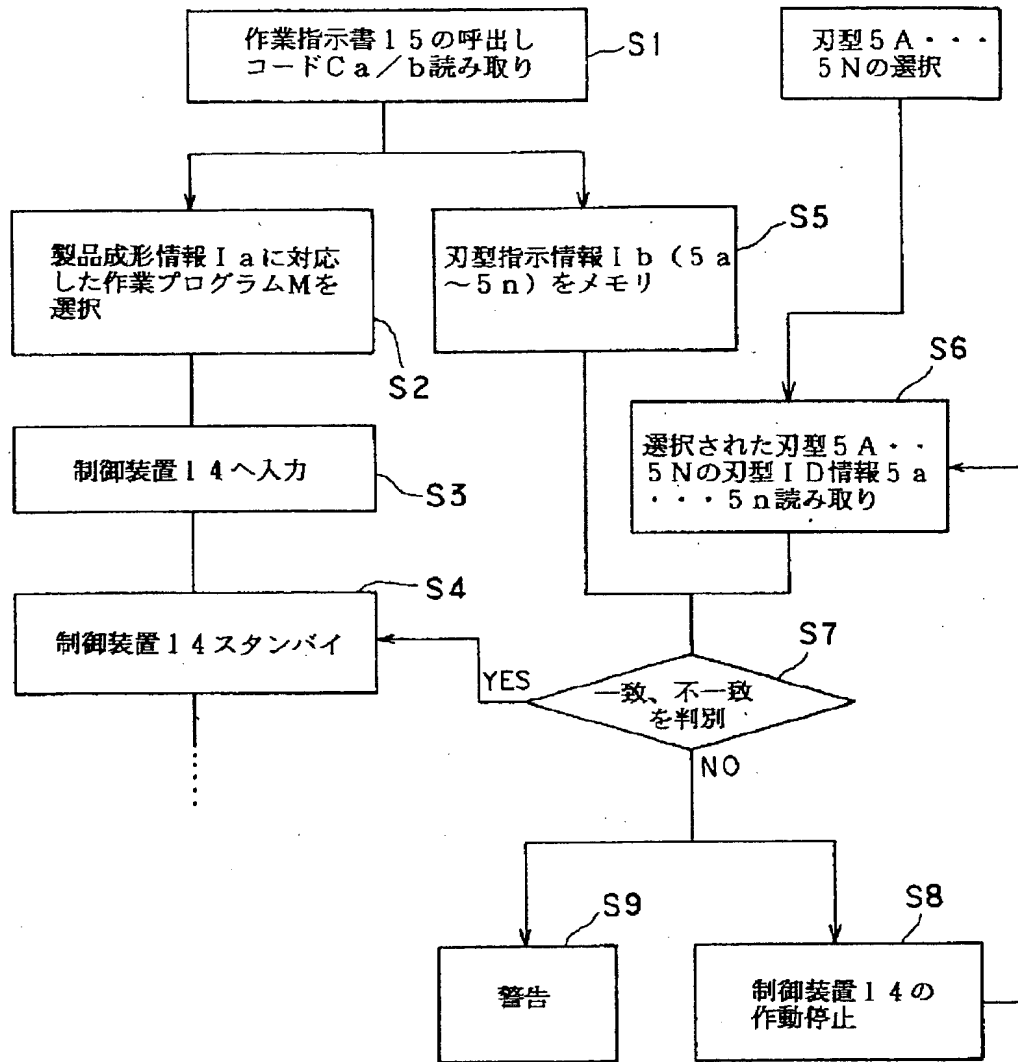 作業指示書１５の呼出し
コードＣａ／ｂ読み取り
S1
刃型５Ａ・・・
５Ｎの選択
製品成形情報Ｉａに対応
した作業プログラムＭを
選択
S2
刃型指示情報Ｉｂ（５ａ
～５ｎ）をメモリ
S5
制御装置１４へ入力
S3
選択された刃型５Ａ・・
５Ｎの刃型ＩＤ情報５ａ
・・・５ｎ読み取り
S6
制御装置１４スタンバイ
S4
一致、不一致
を判別
S7
YES
NO
警告
S9
制御装置１４の
作動停止
S8